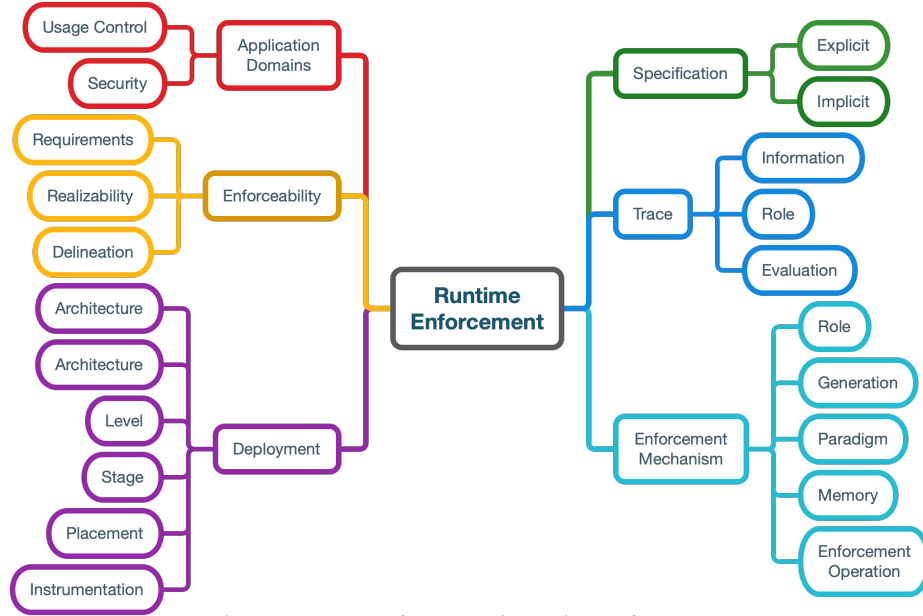 Usage Control
Security
Application
Domains
Requirements
Realizability
Delineation
Enforceability
Architecture
Architecture
Level
Stage
Placement
Instrumentation
Deployment
Runtime
Enforcement
Specification
Explicit
Implicit
Trace
Information
Role
Evaluation
Enforcement
Mechanism
Role
Generation
Paradigm
Memory
Enforcement
Operation